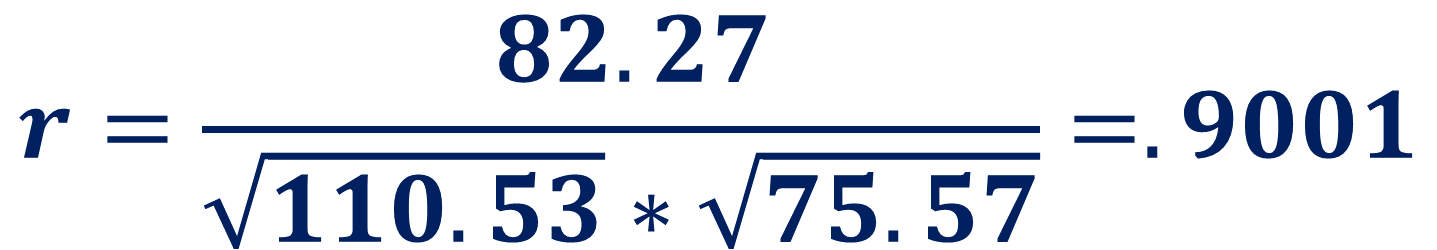 r = 82.27 / √110.53 * √75.57 =.9001